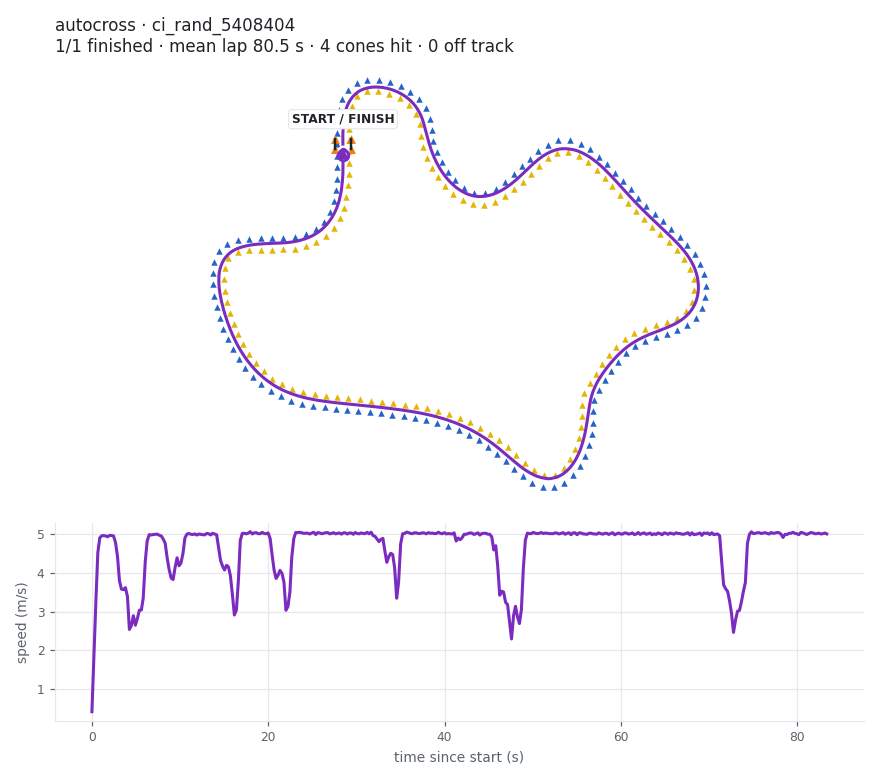 autocross · ci_rand_5408404
1/1 finished · mean lap 80.5 s · 4 cones hit · 0 off track
START / FINISH
5
4
3
2
1
speed (m/s)
0 20 40 60 80
time since start (s)